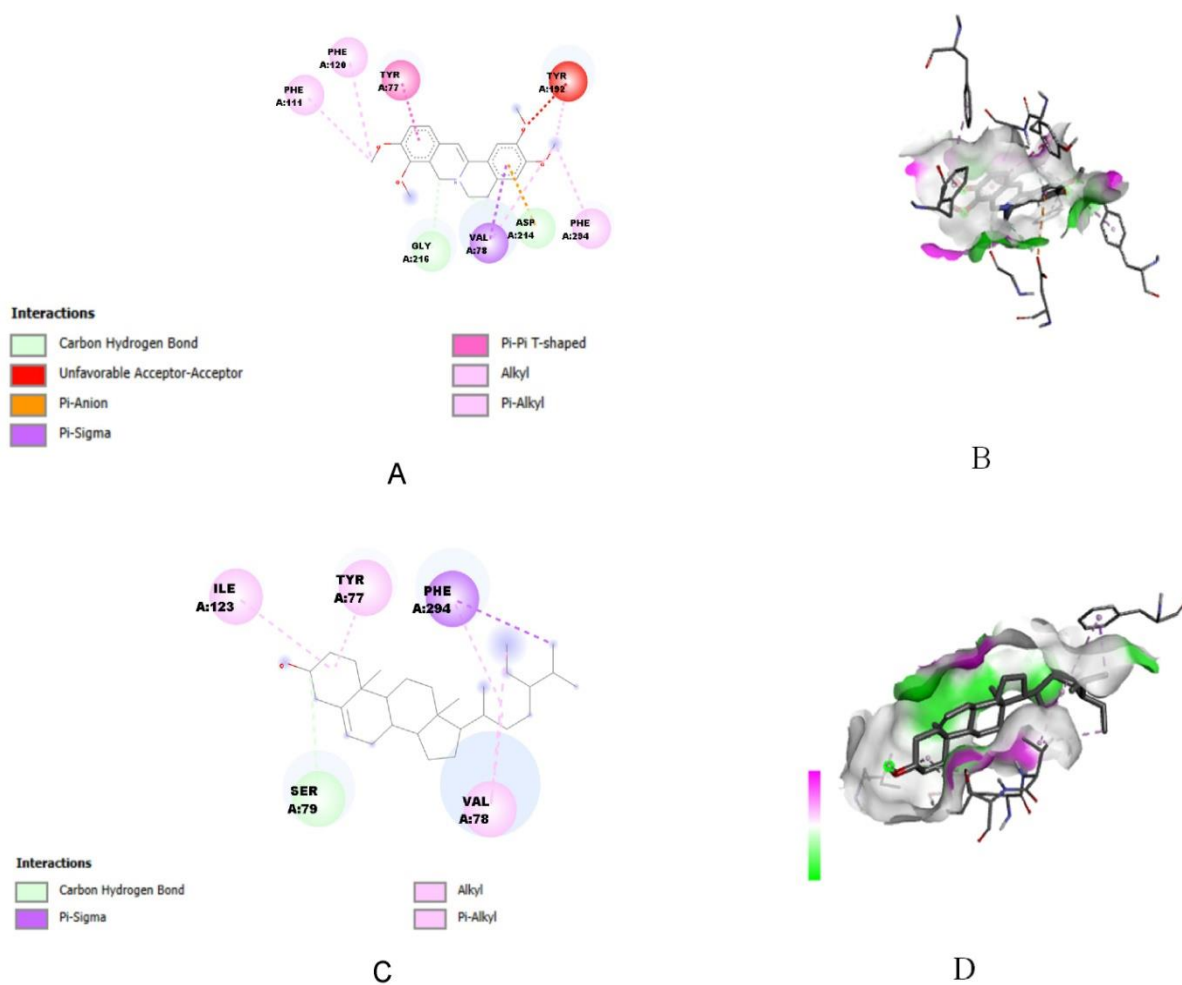 PHE
A:120
PHE
A:111
TYR
A:77
TYR
A:192
GLY
A:216
VAL
A:78
ASP
A:214
PHE
A:294
Interactions
Carbon Hydrogen Bond
Unfavorable Acceptor-Acceptor
Pi-Anion
Pi-Sigma
Pi-Pi T-shaped
Alkyl
Pi-Alkyl
A
B
ILE
A:123
TYR
A:77
PHE
A:294
SER
A:79
VAL
A:78
Interactions
Carbon Hydrogen Bond
Pi-Sigma
Alkyl
Pi-Alkyl
C
D